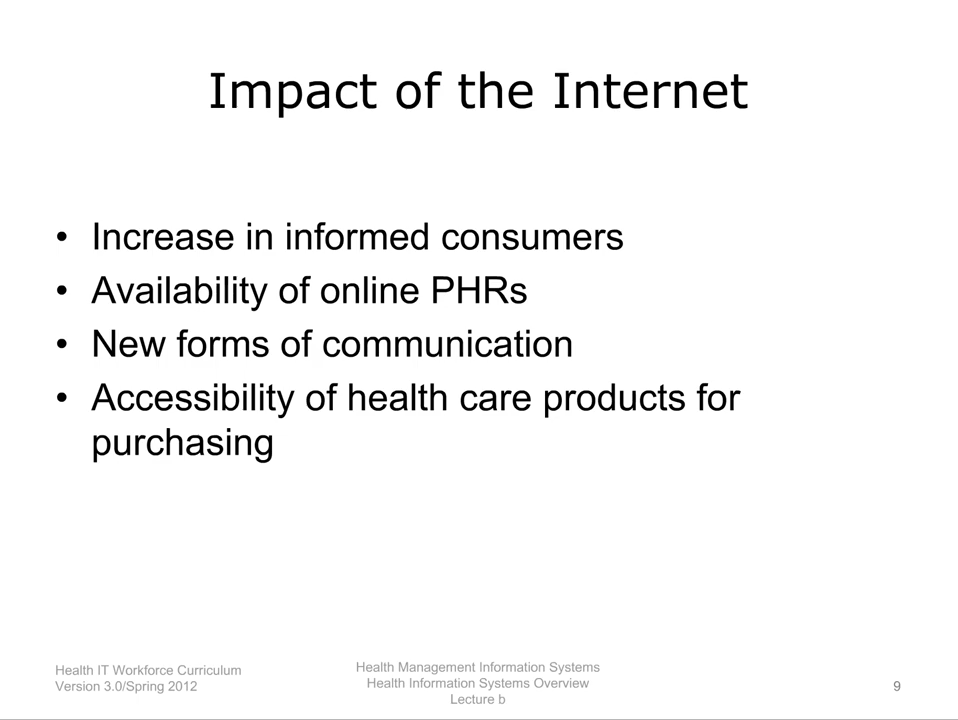 Impact of the Internet
• Increase in informed consumers
• Availability of online PHRs
• New forms of communication
• Accessibility of health care products for
purchasing
Health IT Workforce Curriculum
Version 3.0/Spring 2012
Health Management Information Systems
Health Information Systems Overview
Lecture b
9